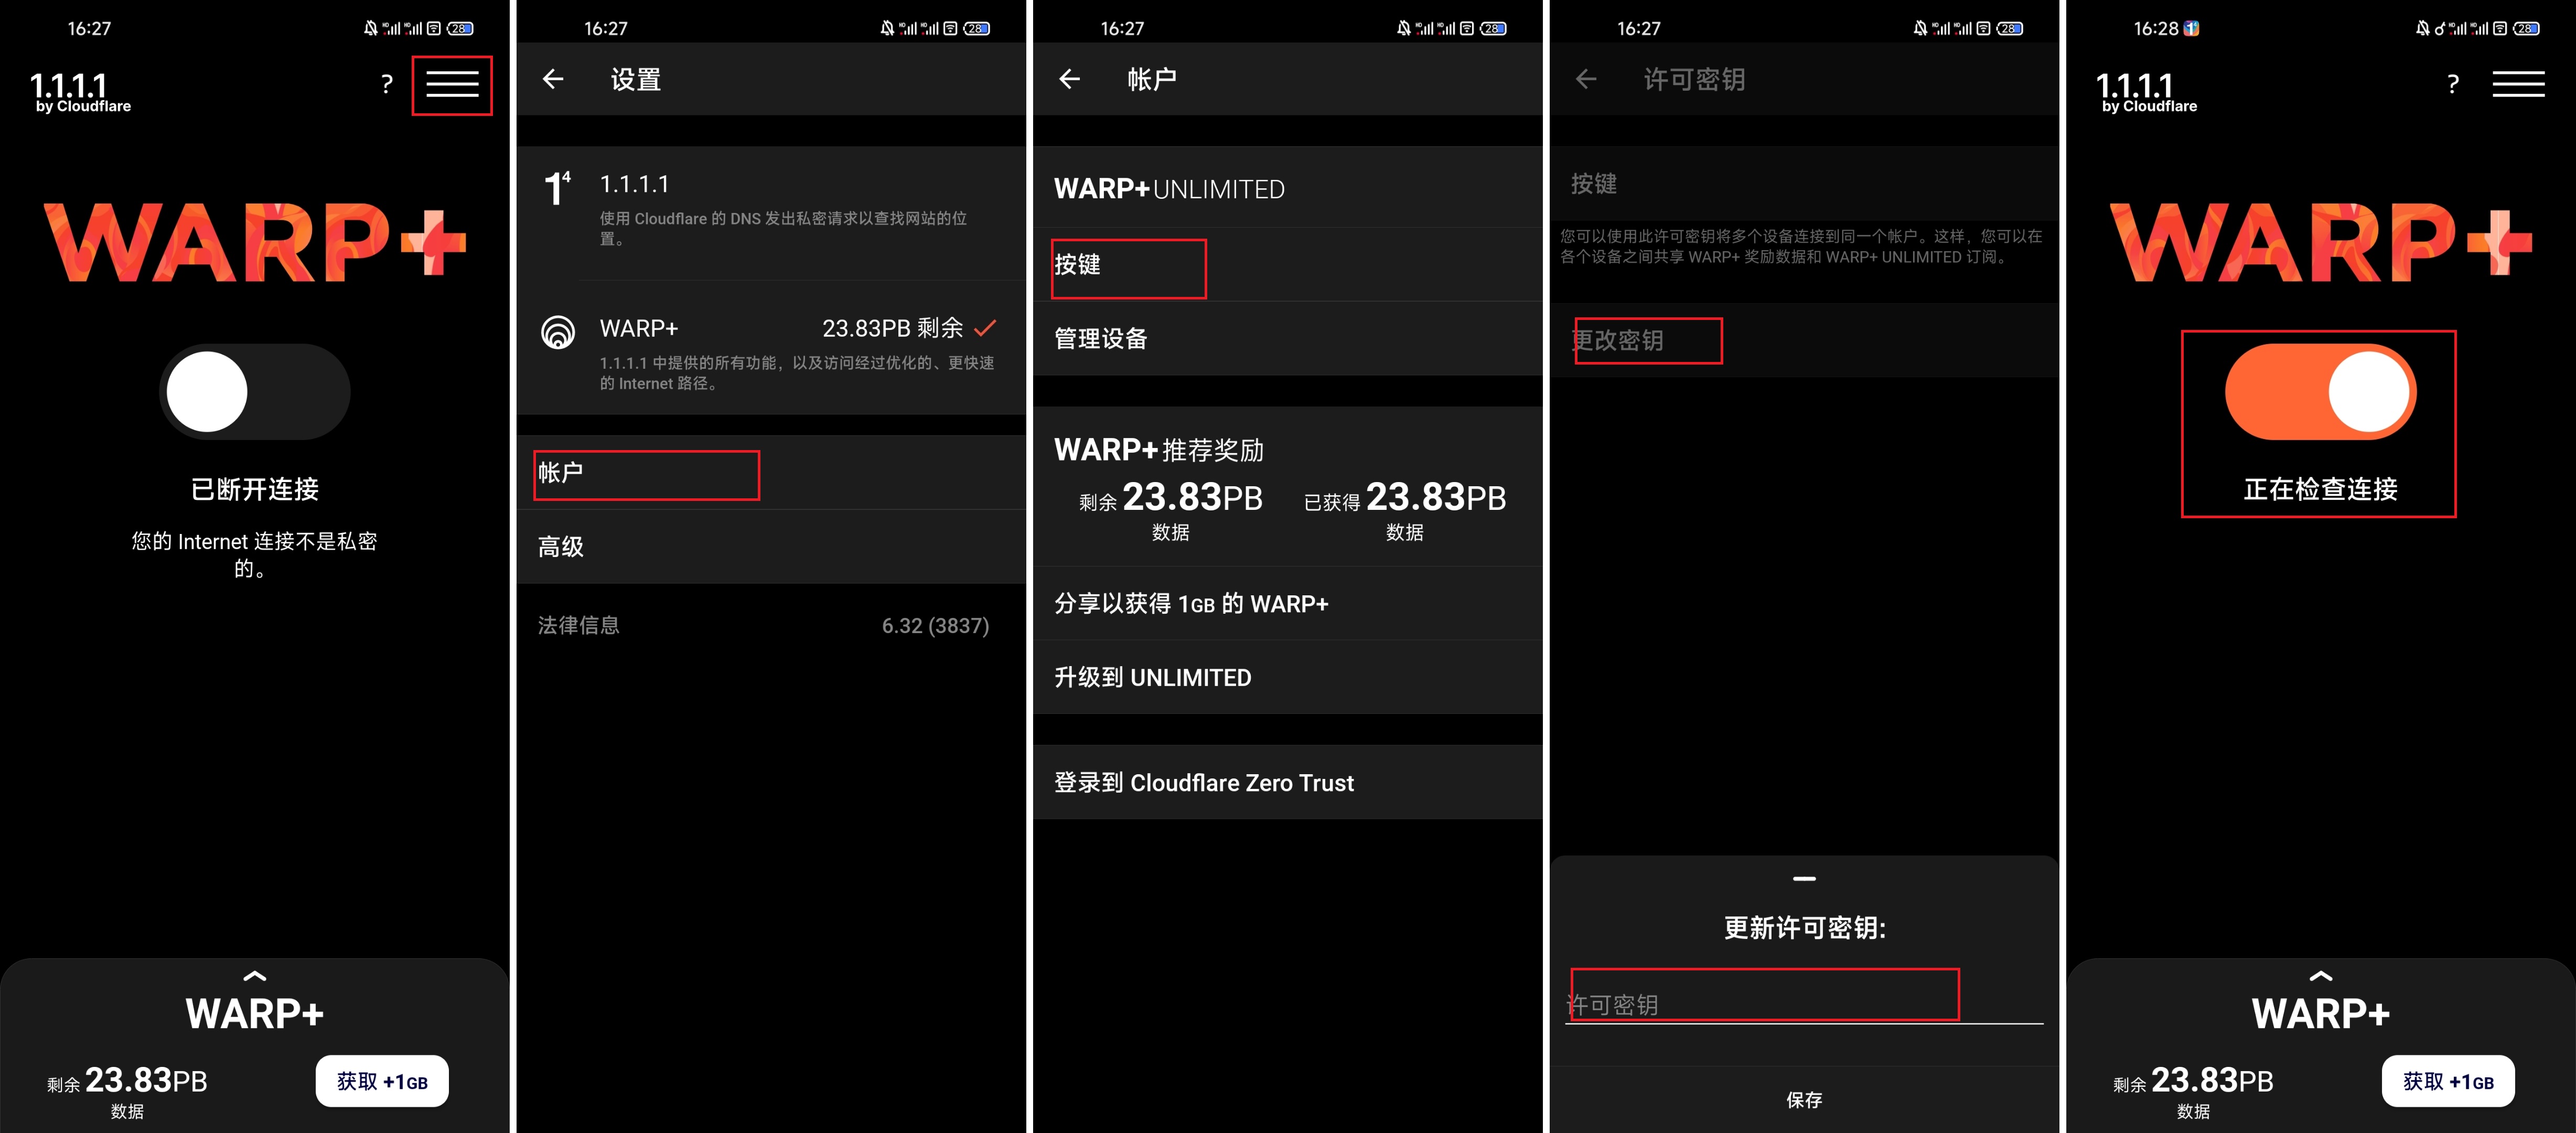 16:27
28
1.1.1.1
by Cloudflare
?
WARP+
已断开连接
您的 Internet 连接不是私密
的。
WARP+
剩余 23.83PB
数据
获取 +1GB
16:27
28
设置
1⁴
1.1.1.1
使用 Cloudflare 的 DNS 发出私密请求以查找网站的位
置。
WARP+ 23.83PB 剩余
1.1.1.1 中提供的所有功能，以及访问经过优化的、更快速
的 Internet 路径。
帐户
高级
法律信息 6.32 (3837)
16:27
28
帐户
WARP+UNLIMITED
按键
管理设备
WARP+推荐奖励
剩余 23.83PB
数据
已获得 23.83PB
数据
分享以获得 1GB 的 WARP+
升级到 UNLIMITED
登录到 Cloudflare Zero Trust
16:27
28
许可密钥
按键
您可以使用此许可密钥将多个设备连接到同一个帐户。这样，您可以在
各个设备之间共享 WARP+ 奖励数据和 WARP+ UNLIMITED 订阅。
更改密钥
更新许可密钥:
许可密钥
保存
16:28
28
1.1.1.1
by Cloudflare
?
WARP+
正在检查连接
WARP+
剩余 23.83PB
数据
获取 +1GB